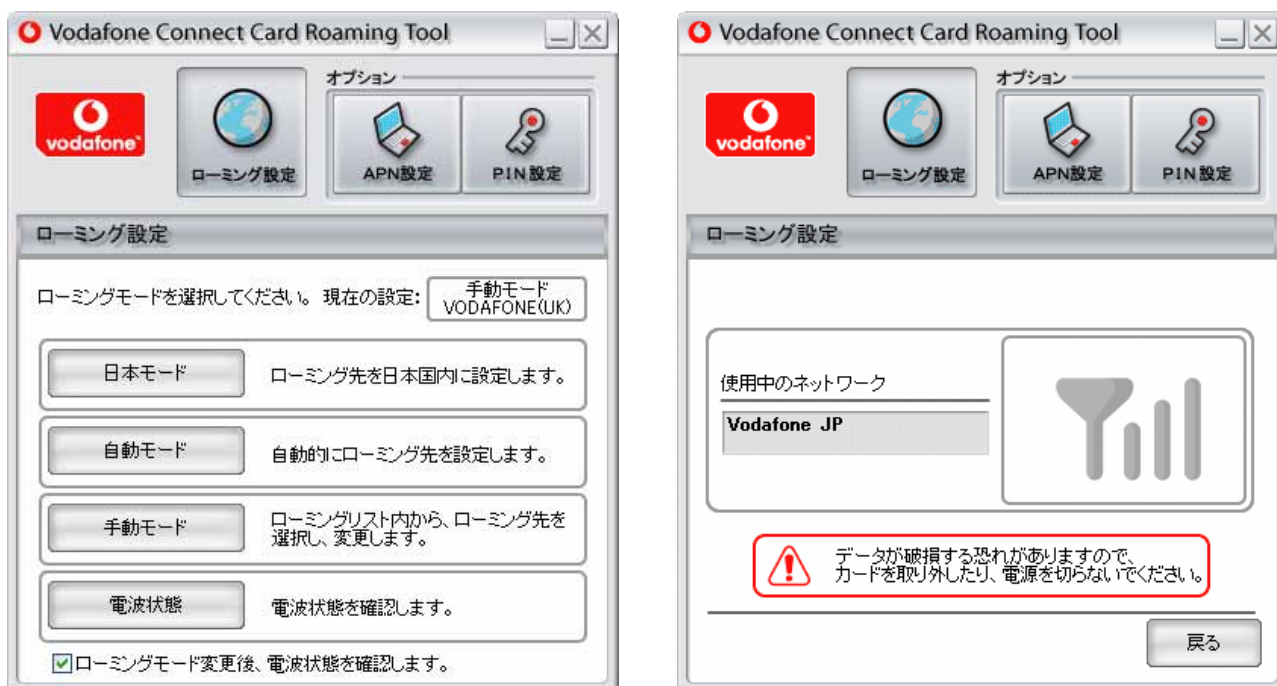 Vodafone Connect Card Roaming Tool
オプション
vodafone™
ローミング設定
APN設定
PIN設定
ローミング設定
ローミングモードを選択してください。 現在の設定:
手動モード
VODAFONE(UK)
日本モード
ローミング先を日本国内に設定します。
自動モード
自動的にローミング先を設定します。
手動モード
ローミングリスト内から、ローミング先を
選択し、変更します。
電波状態
電波状態を確認します。
ローミングモード変更後、電波状態を確認します。
Vodafone Connect Card Roaming Tool
オプション
vodafone™
ローミング設定
APN設定
PIN設定
ローミング設定
使用中のネットワーク
Vodafone JP
データが破損する恐れがありますので、
カードを取り外したり、電源を切らないでください。
戻る